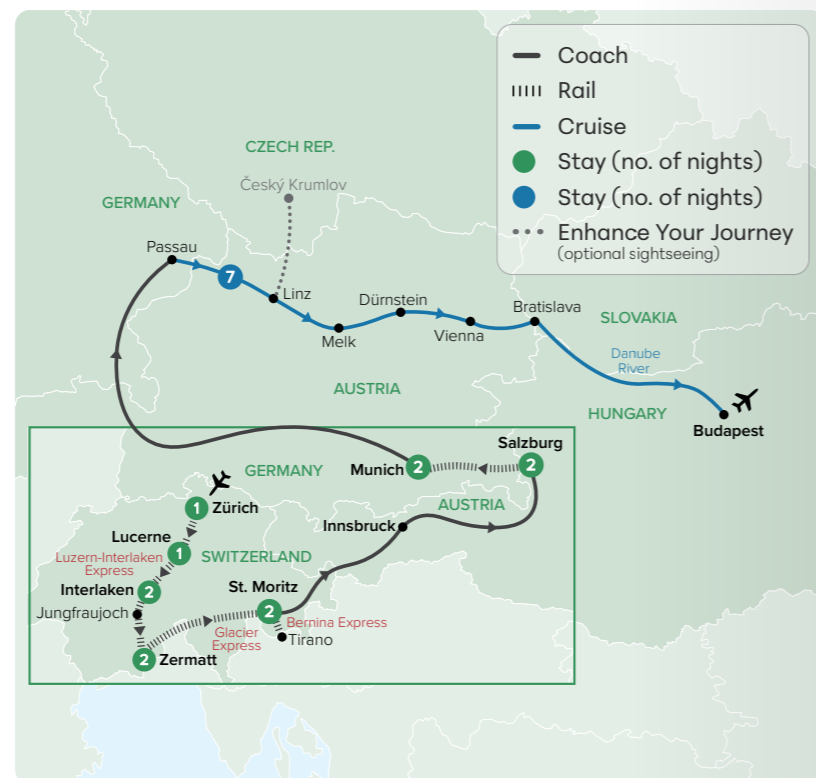 Coach
Rail
Cruise
Stay (no. of nights)
Stay (no. of nights)
Enhance Your Journey
(optional sightseeing)
CZECH REP.
Český Krumlov
GERMANY
Passau
7
Linz
Dürnstein
Bratislava
Melk
Vienna
SLOVAKIA
Danube
River
AUSTRIA
HUNGARY
Budapest
Salzburg
GERMANY
Munich
2
2
Zürich
1
AUSTRIA
Innsbruck
Lucerne
1
SWITZERLAND
Luzern-Interlaken
Express
Interlaken
2
St. Moritz
2
Jungfraujoch
Bernina Express
Glacier
Express
Tirano
2
Zermatt